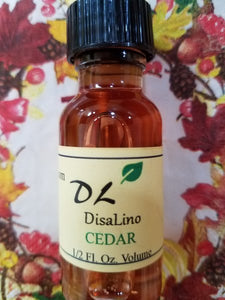 DL
DisaLino
CEDAR
1/2 Fl. Oz. Volume